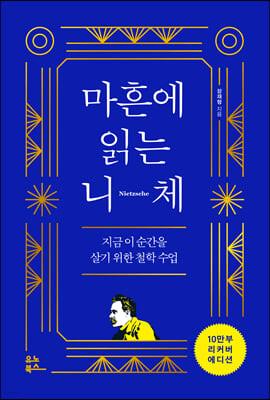 마흔에
읽는
니체
Nietzsche
장재형 지음
지금 이 순간을
살기 위한 철학 수업
10만부
리커버
에디션
유노
북스